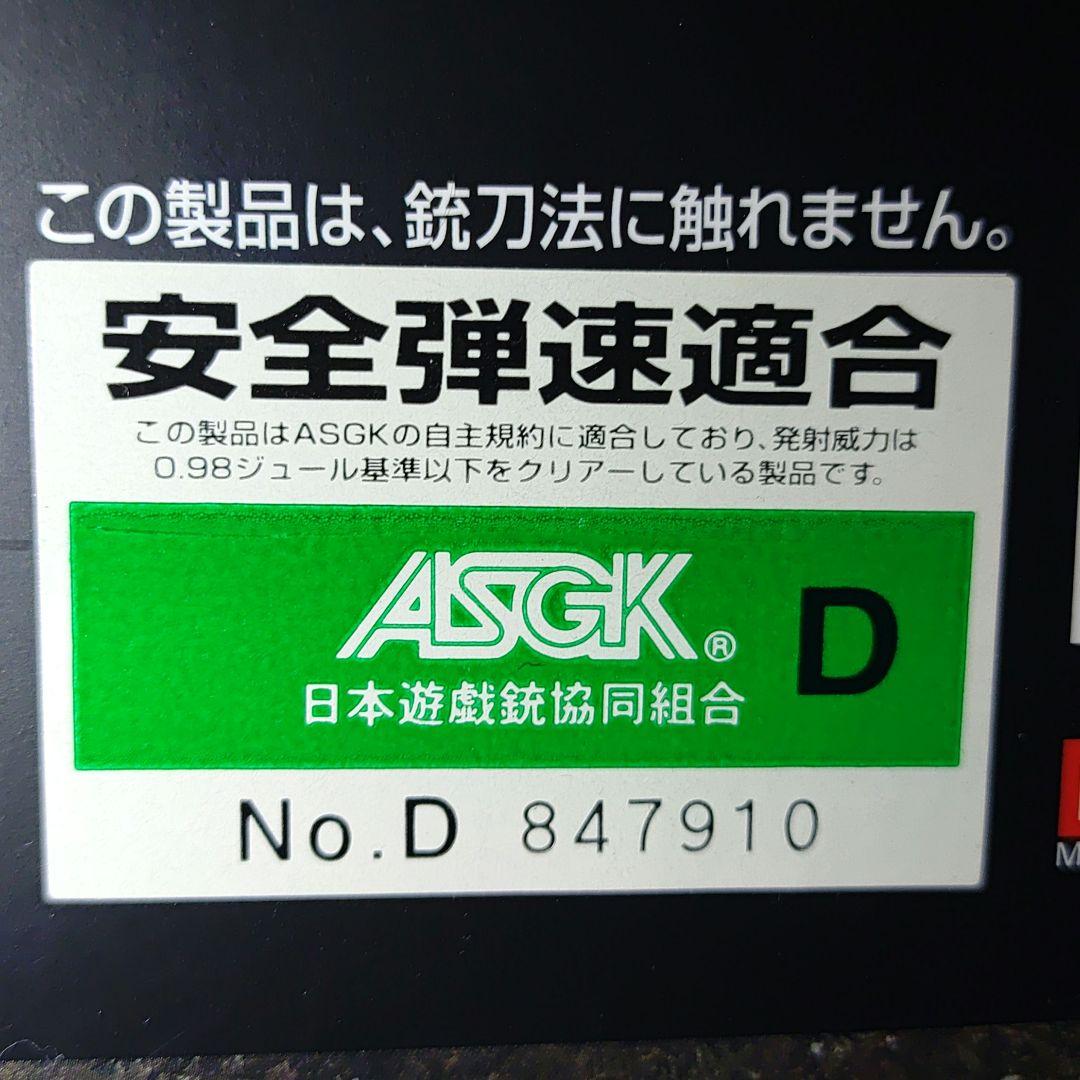 この製品は、銃刀法に触れません。
安全弾速適合
この製品はASGKの自主規約に適合しており、発射威力は
0.98ジュール基準以下をクリアーしている製品です。
ASGK®
D
日本遊戯銃協同組合
No.D 847910
M